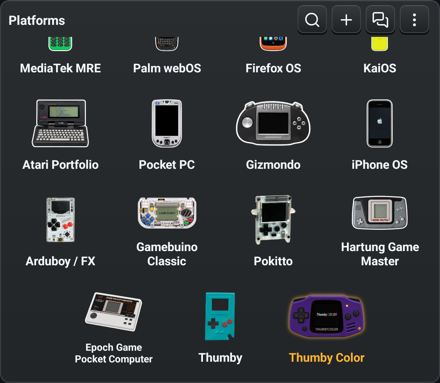 Platforms
MediaTek MRE
Palm webOS
Firefox OS
KaiOS
Atari Portfolio
Pocket PC
Gizmondo
iPhone OS
Arduboy / FX
Gamebuino
Classic
Pokitto
Hartung Game
Master
Epoch Game
Pocket Computer
Thumby
Thumby Color